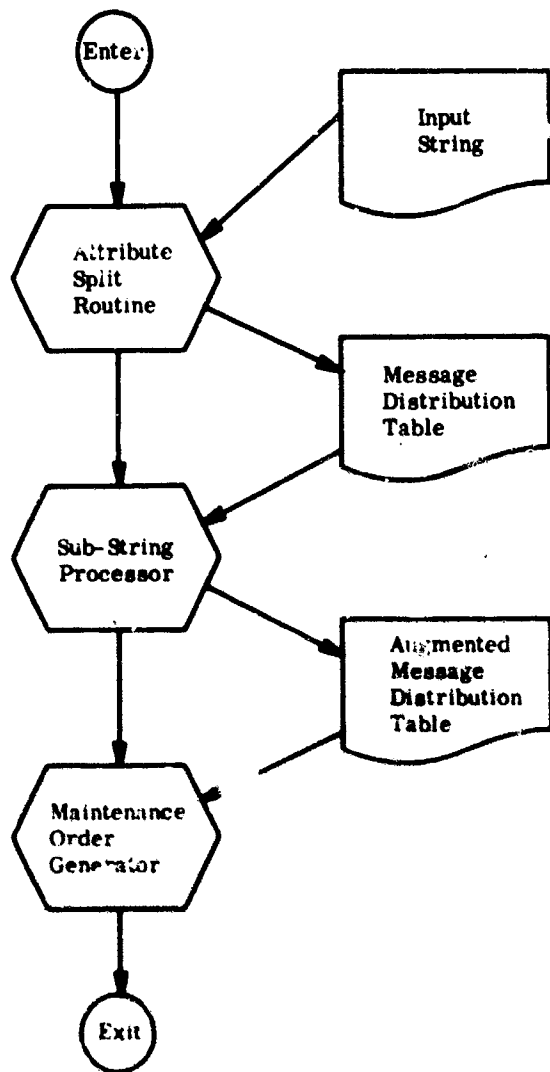 Enter
Input
String
Attribute
Split
Routine
Message
Distribution
Table
Sub-String
Processor
Augmented
Message
Distribution
Table
Maintenance
Order
Generator
Exit